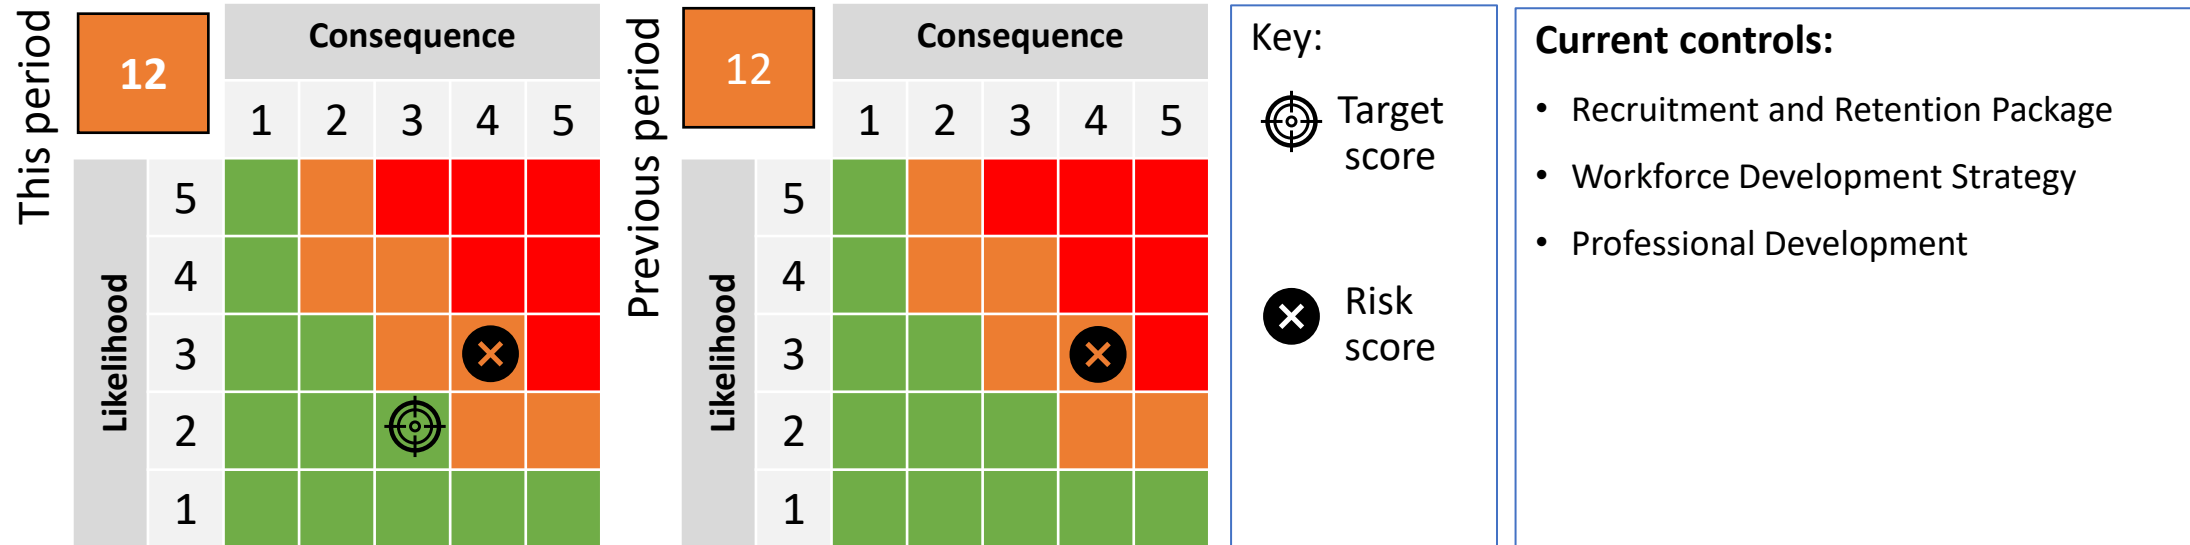 This period
12
Consequence
1 2 3 4 5
Likelihood
5
4
3
2
1
Previous period
12
Consequence
1 2 3 4 5
Likelihood
5
4
3
2
1
Key:
Target
score
Risk
score
Current controls:
• Recruitment and Retention Package
• Workforce Development Strategy
• Professional Development